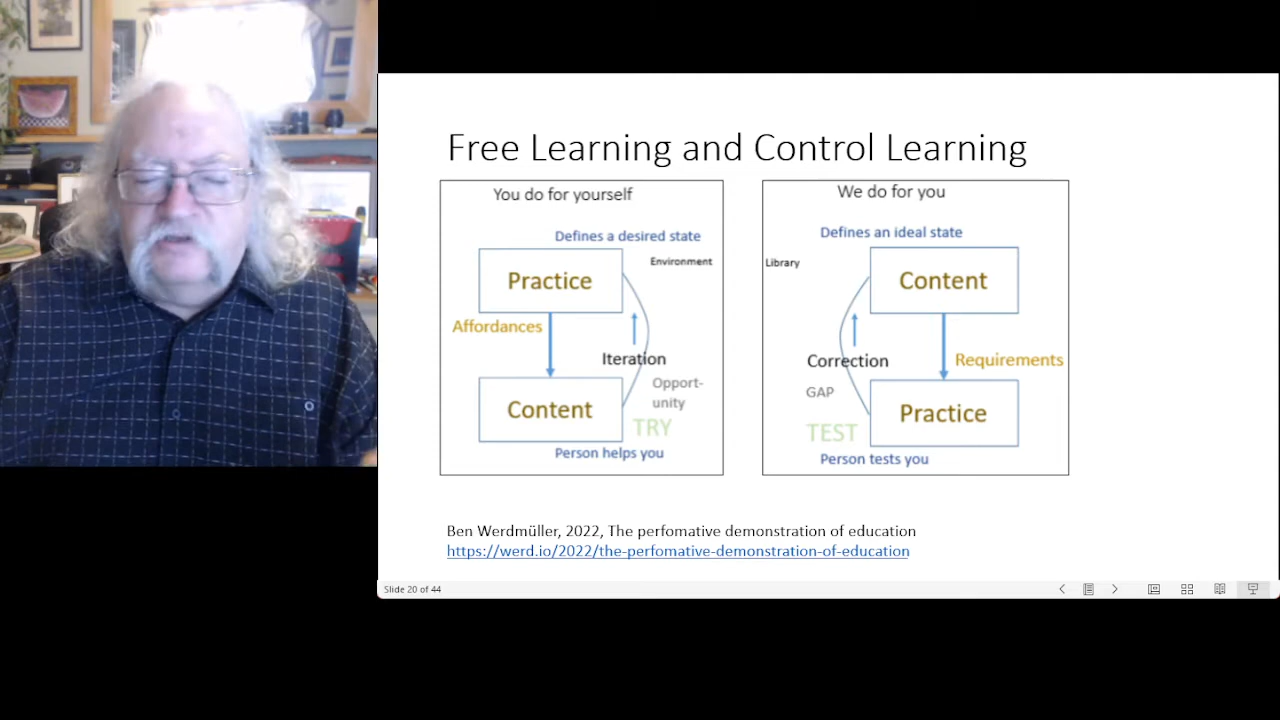 Free Learning and Control Learning
You do for yourself
Defines a desired state
Environment
Practice
Affordances
Iteration
Opport-
unity
Content
TRY
Person helps you
We do for you
Defines an ideal state
Library
Content
Correction
Requirements
GAP
Practice
TEST
Person tests you
Ben Werdmüller, 2022, The perfomative demonstration of education
https://werd.io/2022/the-perfomative-demonstration-of-education
Slide 20 of 44